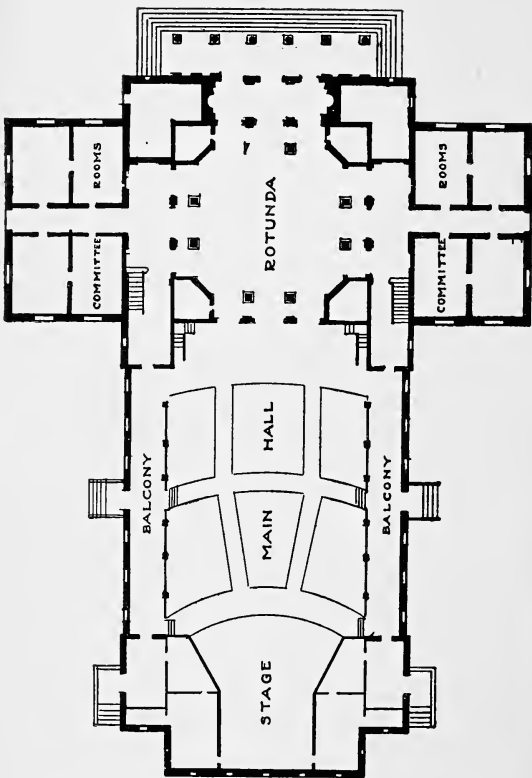 ROOMS
COMMITTEE
ROTUNDA
ROOMS
COMMITTEE
BALCONY
HALL
MAIN
BALCONY
STAGE